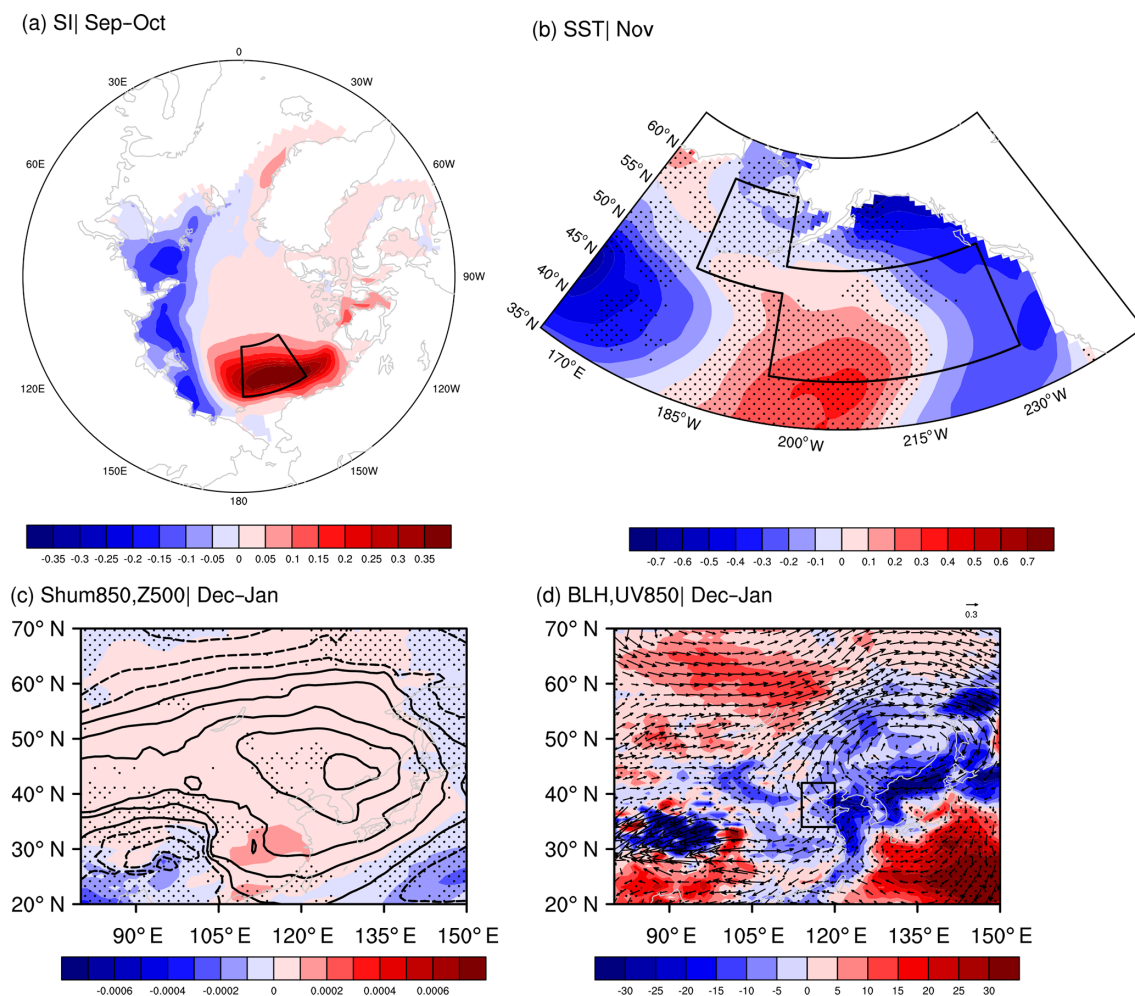 (a) SI| Sep–Oct
(b) SST| Nov
0
30E
30W
60E
60W
90W
120E
120W
150E
150W
180
60° N
55° N
50° N
45° N
40° N
35° N
170°E
185°W
200°W
215°W
230°W
-0.35 -0.3 -0.25 -0.2 -0.15 -0.1 -0.05 0 0.05 0.1 0.15 0.2 0.25 0.3 0.35
-0.7 -0.6 -0.5 -0.4 -0.3 -0.2 -0.1 0 0.1 0.2 0.3 0.4 0.5 0.6 0.7
(c) Shum850,Z500| Dec–Jan
(d) BLH,UV850| Dec–Jan
0.3
70° N
60° N
50° N
40° N
30° N
20° N
90° E 105° E 120° E 135° E 150° E
70° N
60° N
50° N
40° N
30° N
20° N
90° E 105° E 120° E 135° E 150° E
-0.0006 -0.0004 -0.0002 0 0.0002 0.0004 0.0006
-30 -25 -20 -15 -10 -5 0 5 10 15 20 25 30